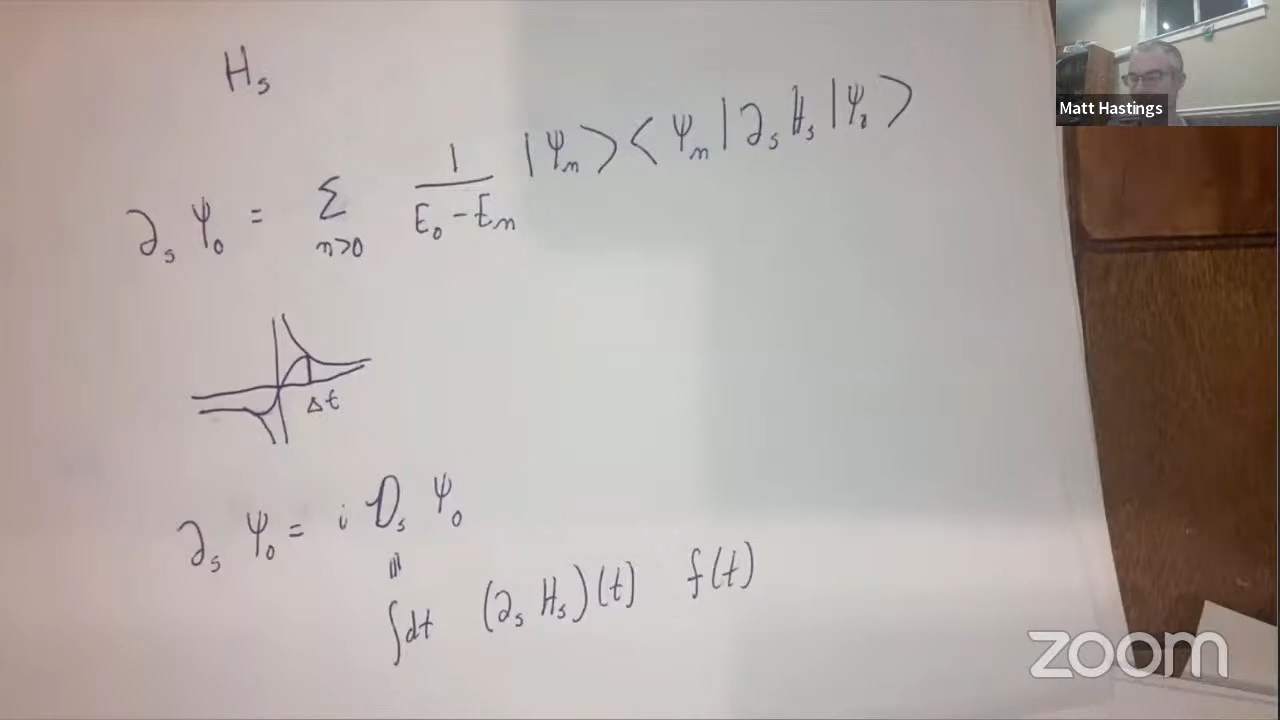 H_s
Matt Hastings
∂_s ψ_0 = Σ_{n>0} 1/(E_0 - E_n) |ψ_n><ψ_n| ∂_s H_s |ψ_0>
Δt
∂_s ψ_0 = i D_s ψ_0
≡
∫dt (∂_s H_s)(t) f(t)
zoom